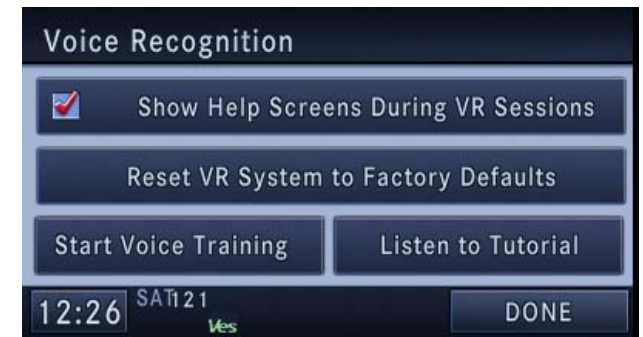 Voice Recognition
Show Help Screens During VR Sessions
Reset VR System to Factory Defaults
Start Voice Training Listen to Tutorial
12:26 SAT121 DONE
Ves